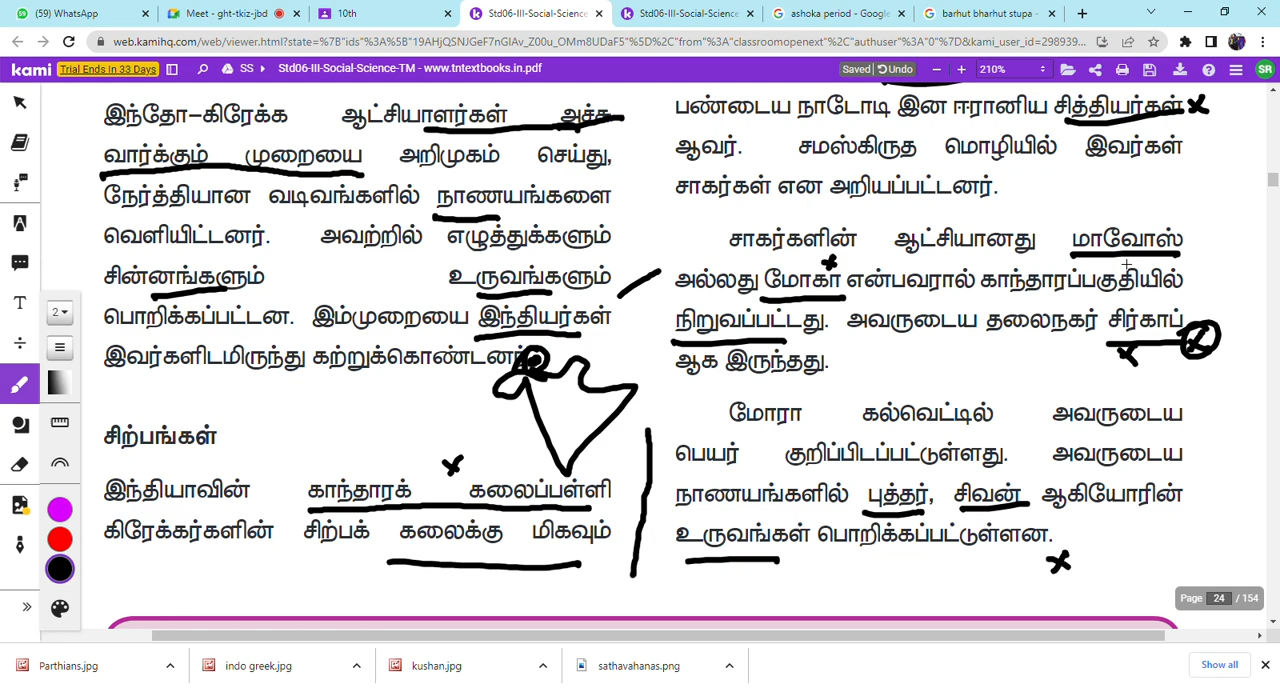 (59) WhatsApp
Meet - ght-tkiz-jbd
10th
Std06-III-Social-Science-
Std06-III-Social-Science
ashoka period - Google
barhut bharhut stupa -
web.kamihq.com/web/viewer.html?state=%7B"ids"%3A%5B"19AHjQSNJGeF7nGIAv_Z00u_OMm8UDaF5"%5D%2C"from"%3A"classroomopenext"%2C"authuser"%3A"0"%7D&kami_user_id=298939...
kami
Trial Ends In 33 Days
SS
Std06-III-Social-Science-TM - www.tntextbooks.in.pdf
Saved
Undo
210%
SR
இந்தோ–கிரேக்க ஆட்சியாளர்கள் அச்சு
வார்க்கும் முறையை அறிமுகம் செய்து,
நேர்த்தியான வடிவங்களில் நாணயங்களை
வெளியிட்டனர். அவற்றில் எழுத்துக்களும்
சின்னங்களும் உருவங்களும்
பொறிக்கப்பட்டன. இம்முறையை இந்தியர்கள்
இவர்களிடமிருந்து கற்றுக்கொண்டனர்.
சிற்பங்கள்
இந்தியாவின் காந்தாரக் கலைப்பள்ளி
கிரேக்கர்களின் சிற்பக் கலைக்கு மிகவும்
பண்டைய நாடோடி இன ஈரானிய சித்தியர்கள்
ஆவர். சமஸ்கிருத மொழியில் இவர்கள்
சாகர்கள் என அறியப்பட்டனர்.
சாகர்களின் ஆட்சியானது மாவோஸ்
அல்லது மோகா என்பவரால் காந்தாரப்பகுதியில்
நிறுவப்பட்டது. அவருடைய தலைநகர் சிர்காப்
ஆக இருந்தது.
மோரா கல்வெட்டில் அவருடைய
பெயர் குறிப்பிடப்பட்டுள்ளது. அவருடைய
நாணயங்களில் புத்தர், சிவன் ஆகியோரின்
உருவங்கள் பொறிக்கப்பட்டுள்ளன.
2
Page 24 / 154
Parthians.jpg
indo greek.jpg
kushan.jpg
sathavahanas.png
Show all